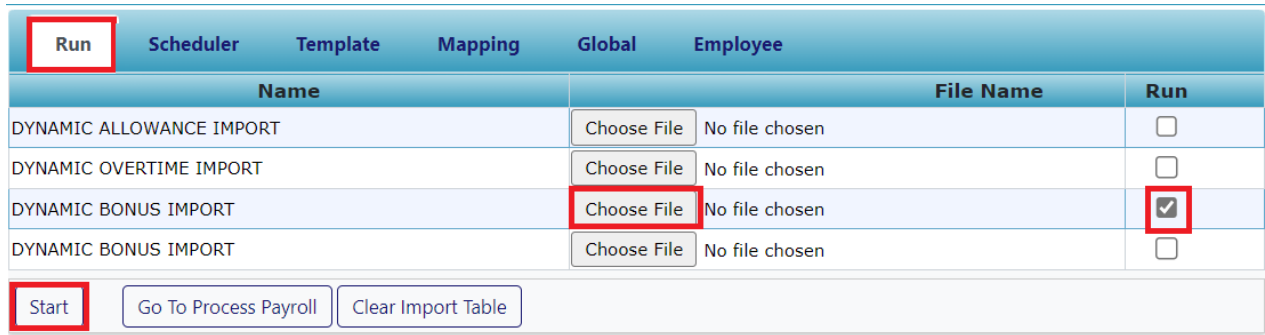 Run Scheduler Template Mapping Global Employee
Name File Name Run
DYNAMIC ALLOWANCE IMPORT Choose File No file chosen
DYNAMIC OVERTIME IMPORT Choose File No file chosen
DYNAMIC BONUS IMPORT Choose File No file chosen
DYNAMIC BONUS IMPORT Choose File No file chosen
Start Go To Process Payroll Clear Import Table